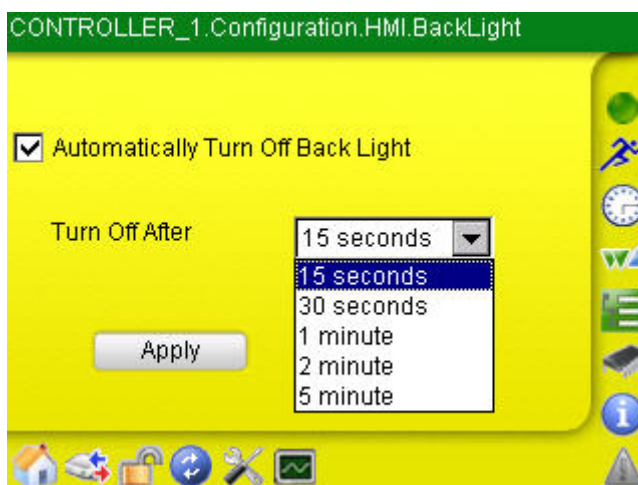 CONTROLLER_1.Configuration.HMI.BackLight
Automatically Turn Off Back Light
Turn Off After
15 seconds
15 seconds
30 seconds
1 minute
2 minute
5 minute
Apply